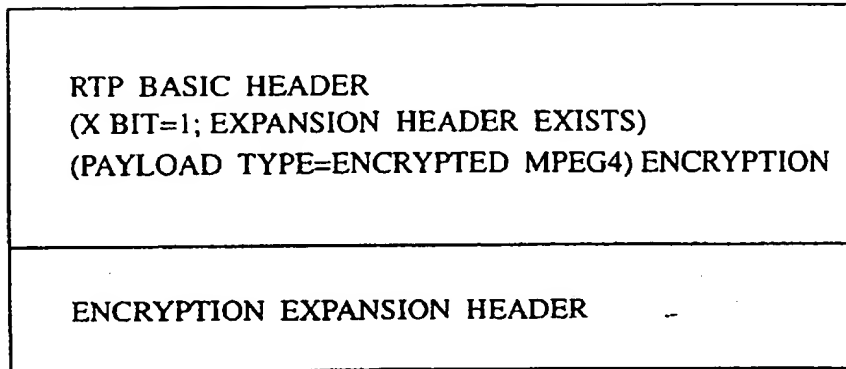 RTP BASIC HEADER
(X BIT=1; EXPANSION HEADER EXISTS)
(PAYLOAD TYPE=ENCRYPTED MPEG4) ENCRYPTION
ENCRYPTION EXPANSION HEADER